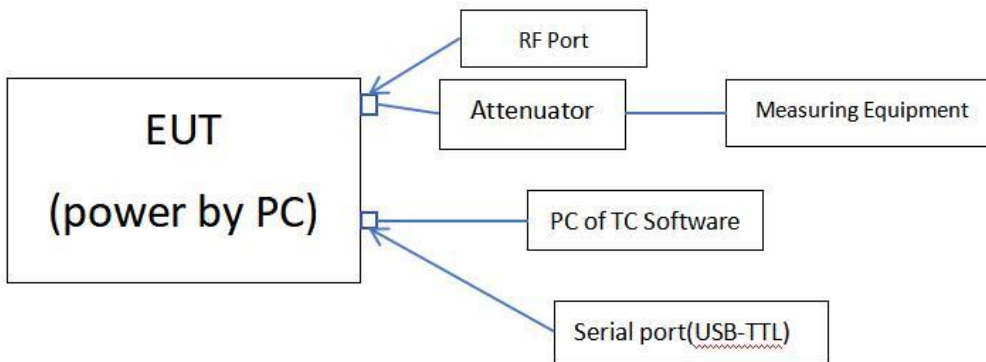 RF Port
EUT
(power by PC)
Attenuator
Measuring Equipment
PC of TC Software
Serial port(USB-TTL)